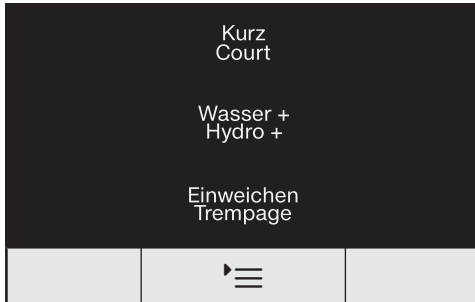 Kurz
Court
Wasser +
Hydro +
Einweichen
Trempage